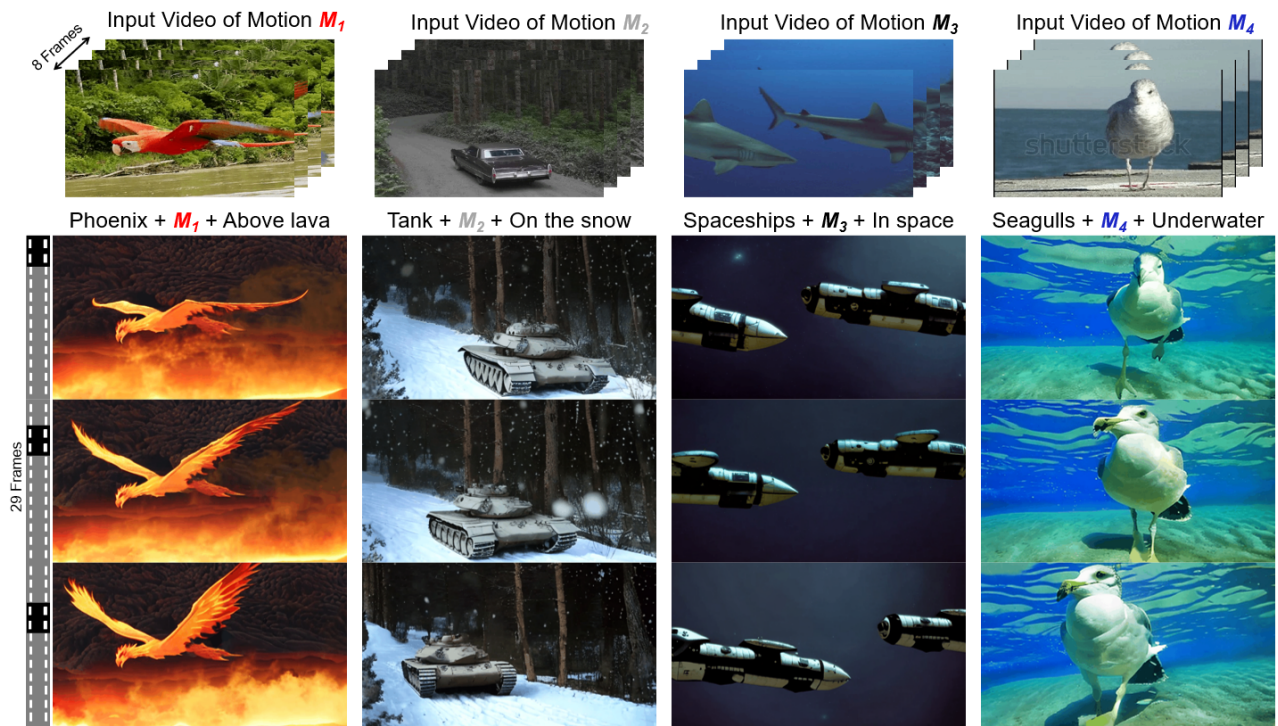 Input Video of Motion M1
Input Video of Motion M2
Input Video of Motion M3
Input Video of Motion M4
8 Frames
shutterstock
Phoenix + M1 + Above lava
Tank + M2 + On the snow
Spaceships + M3 + In space
Seagulls + M4 + Underwater
29 Frames